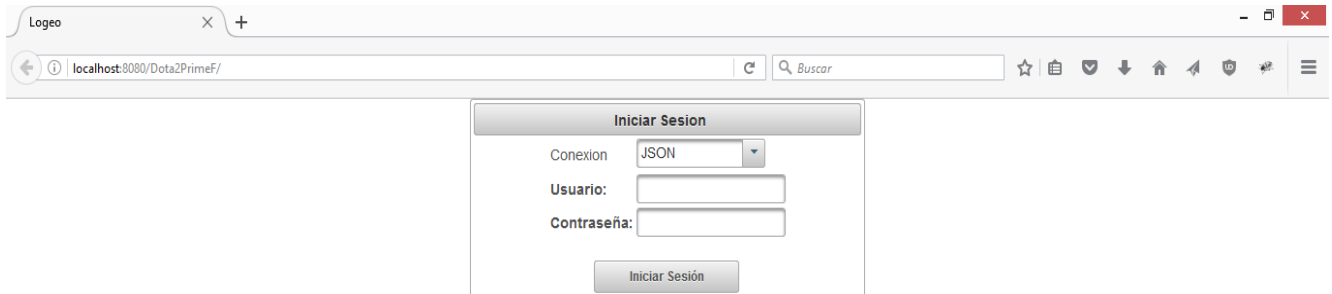 Logeo
localhost:8080/Dota2PrimeF/
Buscar
Iniciar Sesion
Conexion JSON
Usuario:
Contraseña:
Iniciar Sesión